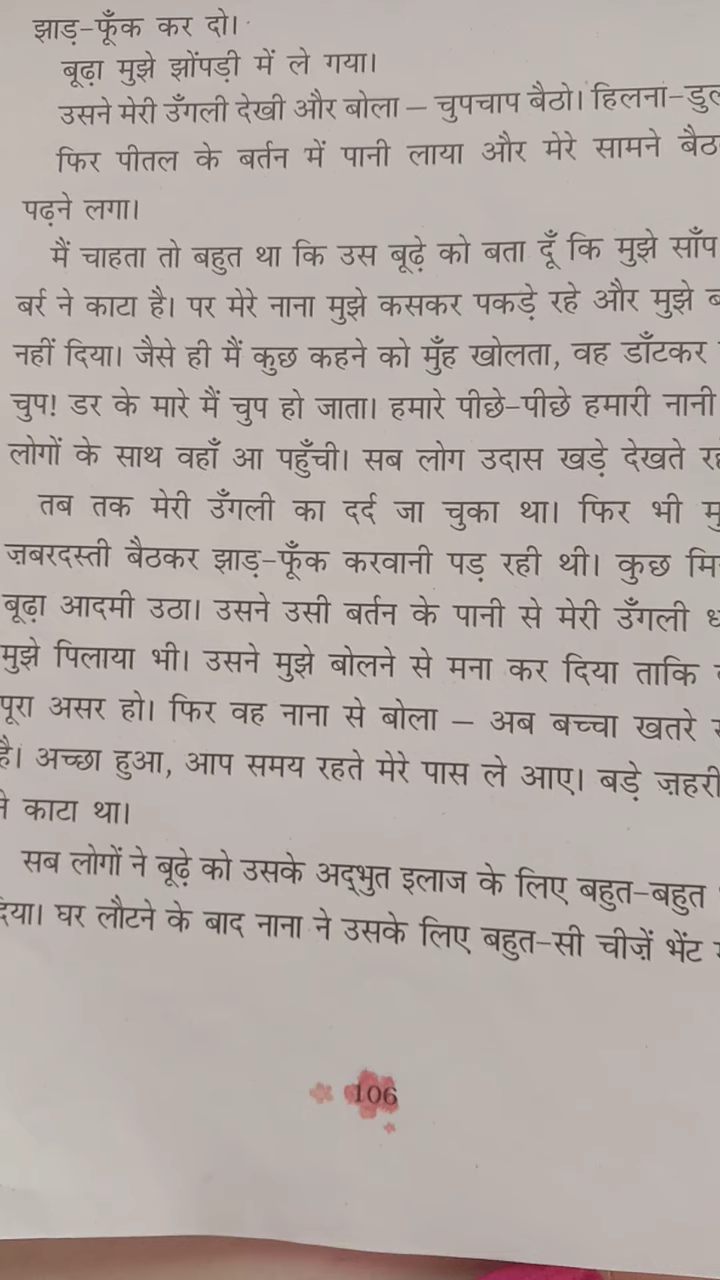 झाड़-फूँक कर दो।
बूढ़ा मुझे झोंपड़ी में ले गया।
उसने मेरी उँगली देखी और बोला – चुपचाप बैठो। हिलना-डुल
फिर पीतल के बर्तन में पानी लाया और मेरे सामने बैठ
पढ़ने लगा।
मैं चाहता तो बहुत था कि उस बूढ़े को बता दूँ कि मुझे साँप
बर्र ने काटा है। पर मेरे नाना मुझे कसकर पकड़े रहे और मुझे
नहीं दिया। जैसे ही मैं कुछ कहने को मुँह खोलता, वह डाँटकर
चुप! डर के मारे मैं चुप हो जाता। हमारे पीछे-पीछे हमारी नानी
लोगों के साथ वहाँ आ पहुँची। सब लोग उदास खड़े देखते
तब तक मेरी उँगली का दर्द जा चुका था। फिर भी
ज़बरदस्ती बैठकर झाड़-फूँक करवानी पड़ रही थी। कुछ मि
बूढ़ा आदमी उठा। उसने उसी बर्तन के पानी से मेरी उँगली
मुझे पिलाया भी। उसने मुझे बोलने से मना कर दिया ताकि
पूरा असर हो। फिर वह नाना से बोला – अब बच्चा खतरे
है। अच्छा हुआ, आप समय रहते मेरे पास ले आए। बड़े ज़हरी
ने काटा था।
सब लोगों ने बूढ़े को उसके अद्भुत इलाज के लिए बहुत-बहुत
दिया। घर लौटने के बाद नाना ने उसके लिए बहुत-सी चीज़ें भेंट
106